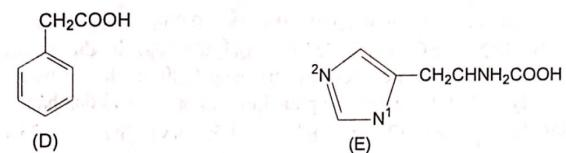 CH₂COOH
(D)
²N
N¹
CH₂CHNH₂COOH
(E)